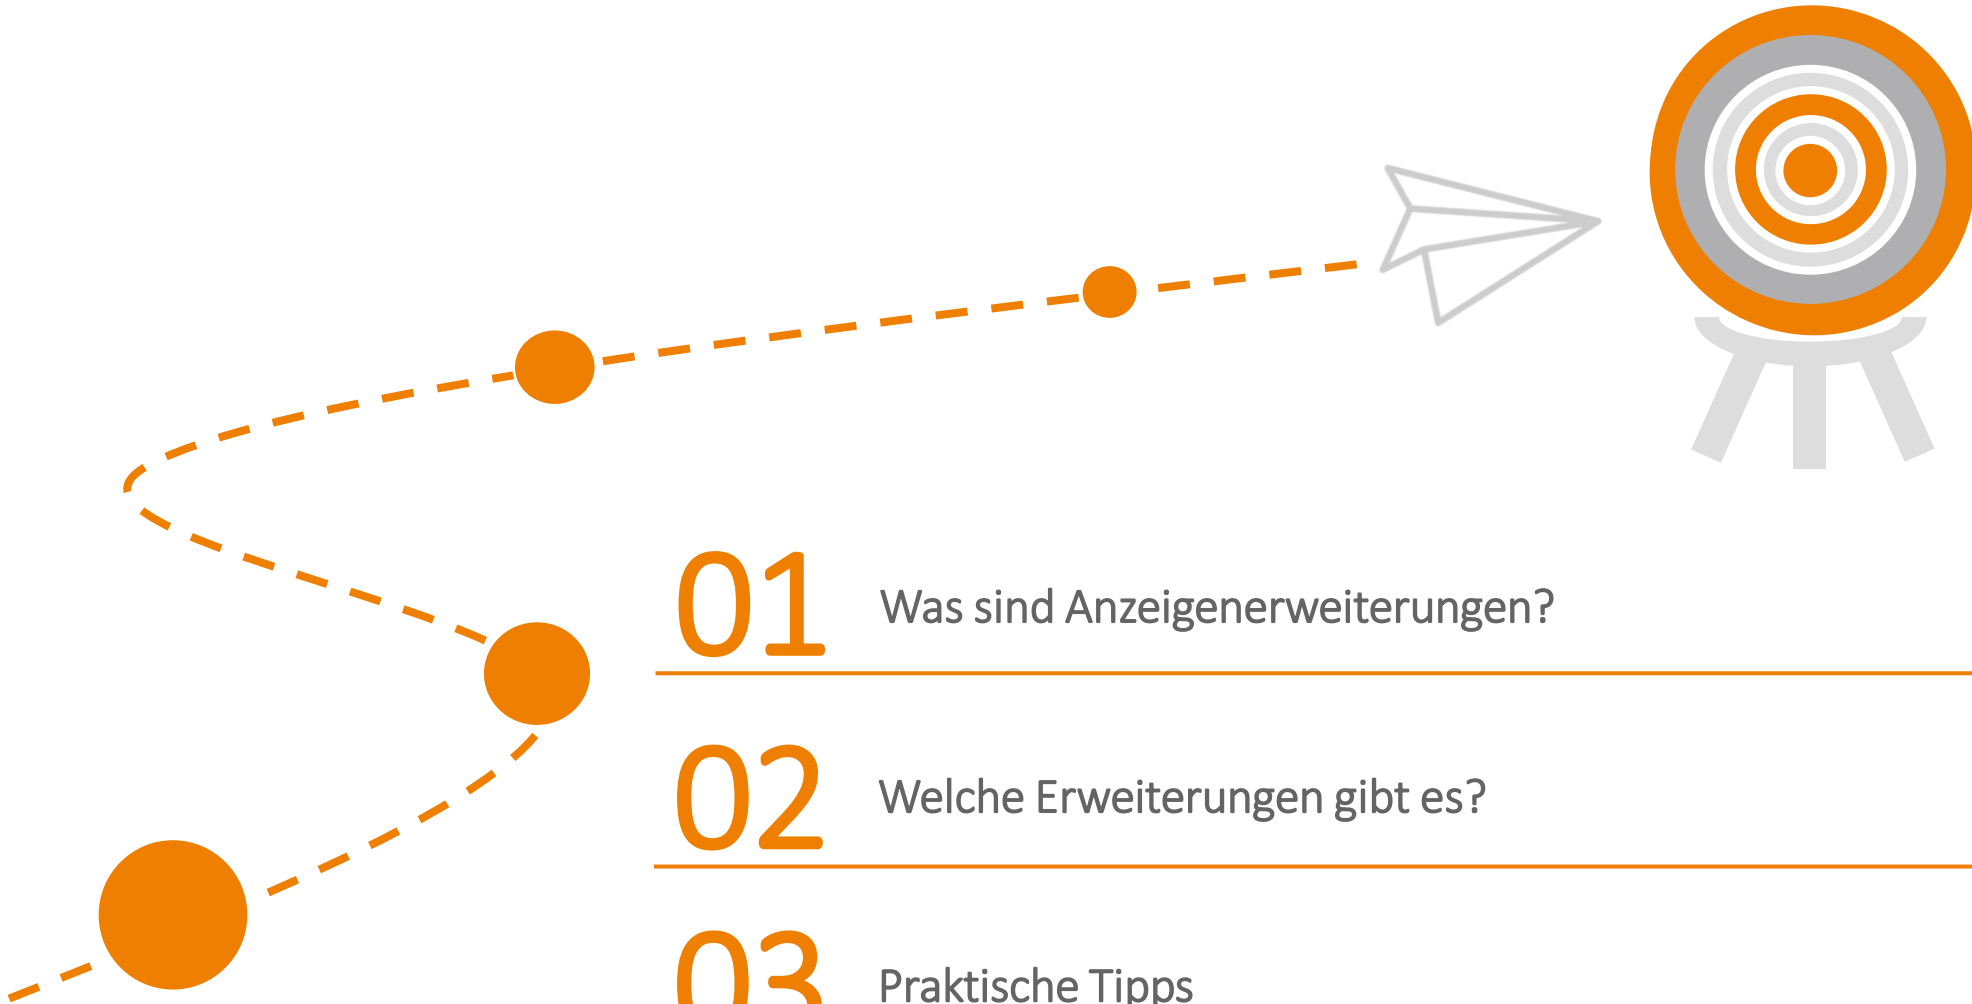 01 Was sind Anzeigenerweiterungen?
02 Welche Erweiterungen gibt es?
03 Praktische Tipps